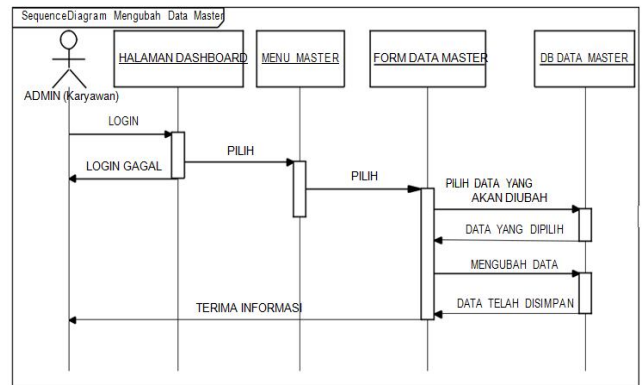 SequenceDiagram Mengubah Data Master
HALAMAN DASHBOARD
MENU MASTER
FORM DATA MASTER
DB DATA MASTER
ADMIN (Karyawan)
LOGIN
PILIH
LOGIN GAGAL
PILIH
PILIH DATA YANG
AKAN DIUBAH
DATA YANG DIPILIH
MENGUBAH DATA
DATA TELAH DISIMPAN
TERIMA INFORMASI